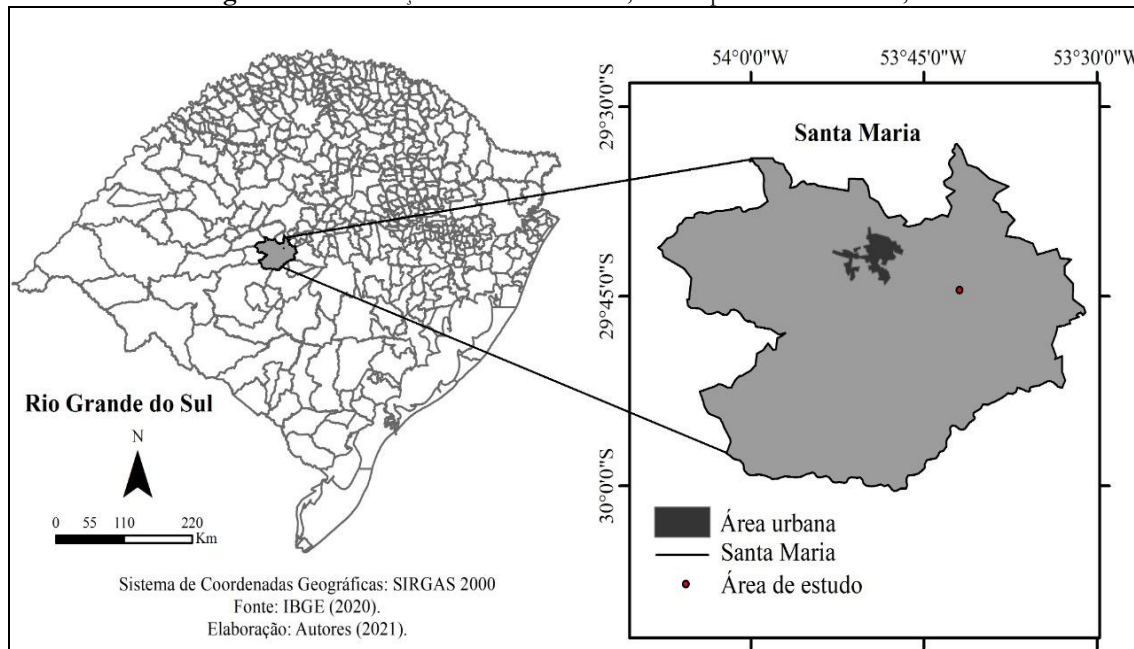 54°0'0"W 53°45'0"W 53°30'0"W
29°30'0"S
Santa Maria
29°45'0"S
Rio Grande do Sul
N
30°0'0"S
0 55 110 220
Km
Área urbana
Santa Maria
Área de estudo
Sistema de Coordenadas Geográficas: SIRGAS 2000
Fonte: IBGE (2020).
Elaboração: Autores (2021).